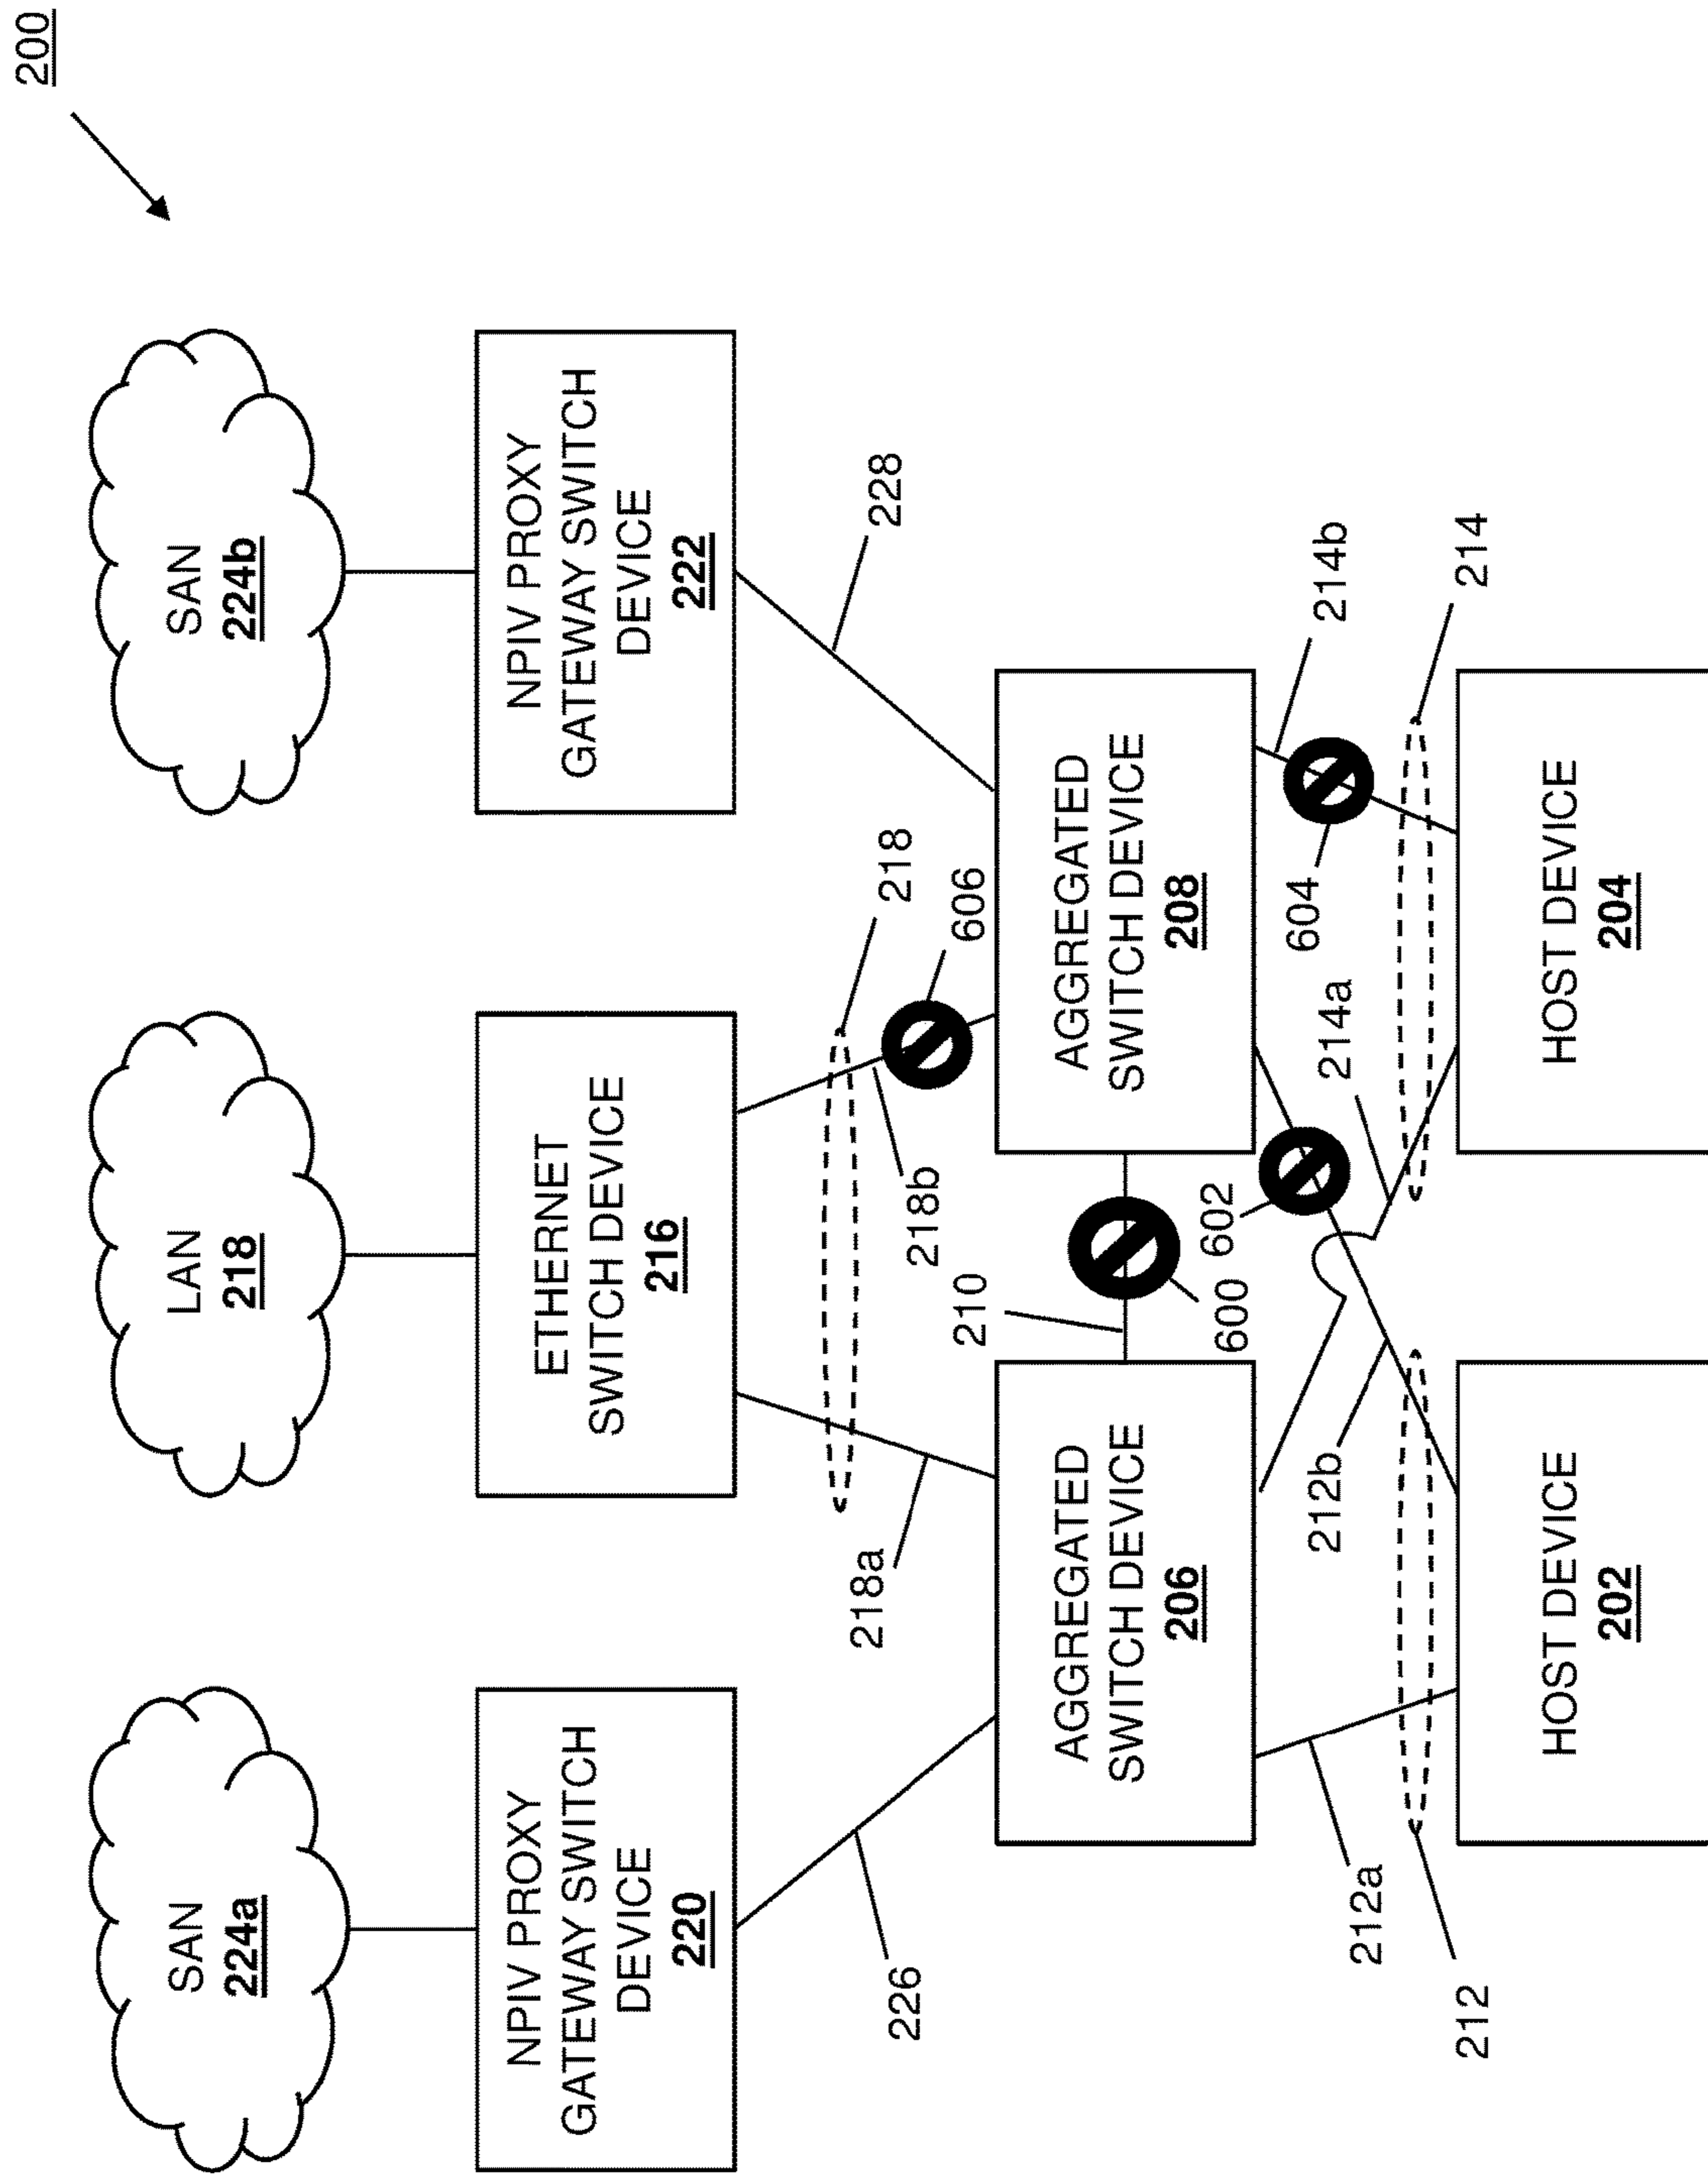 200
SAN
224a
LAN
218
SAN
224b
NPIV PROXY
GATEWAY SWITCH
DEVICE
220
ETHERNET
SWITCH DEVICE
216
NPIV PROXY
GATEWAY SWITCH
DEVICE
222
226
218a
218b
218
606
228
210
AGGREGATED
SWITCH DEVICE
206
AGGREGATED
SWITCH DEVICE
208
600
602
604
212a
212b
214a
214b
212
214
HOST DEVICE
202
HOST DEVICE
204